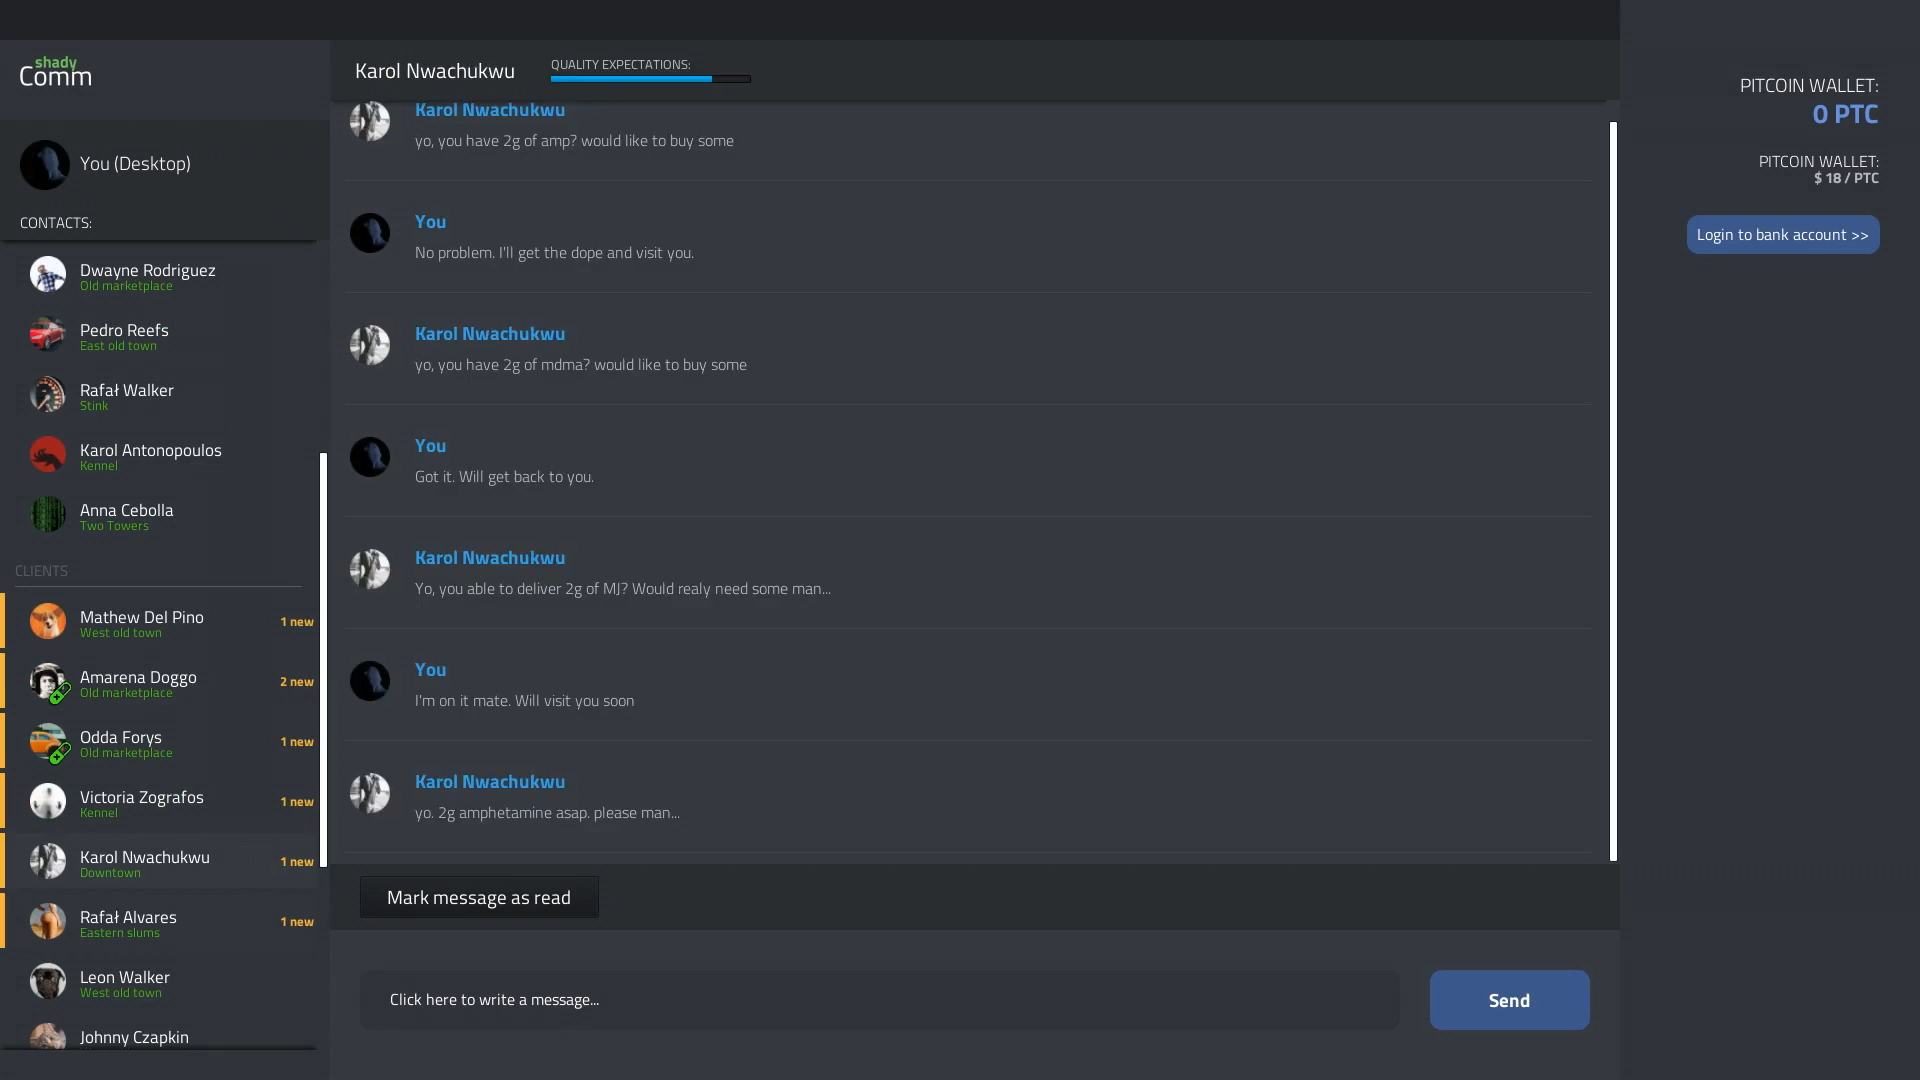 shady
Comm
You (Desktop)
CONTACTS:
Dwayne Rodriguez
Old marketplace
Pedro Reefs
East old town
Rafał Walker
Stink
Karol Antonopoulos
Kennel
Anna Cebolla
Two Towers
CLIENTS
Mathew Del Pino
West old town
1 new
Amarena Doggo
Old marketplace
2 new
Odda Forys
Old marketplace
1 new
Victoria Zografos
Kennel
1 new
Karol Nwachukwu
Downtown
1 new
Rafał Alvares
Eastern slums
1 new
Leon Walker
West old town
Johnny Czapkin
Karol Nwachukwu
QUALITY EXPECTATIONS:
Karol Nwachukwu
yo, you have 2g of amp? would like to buy some
You
No problem. I'll get the dope and visit you.
Karol Nwachukwu
yo, you have 2g of mdma? would like to buy some
You
Got it. Will get back to you.
Karol Nwachukwu
Yo, you able to deliver 2g of MJ? Would realy need some man...
You
I'm on it mate. Will visit you soon
Karol Nwachukwu
yo. 2g amphetamine asap. please man...
Mark message as read
Click here to write a message...
Send
PITCOIN WALLET:
0 PTC
PITCOIN WALLET:
$ 18 / PTC
Login to bank account >>